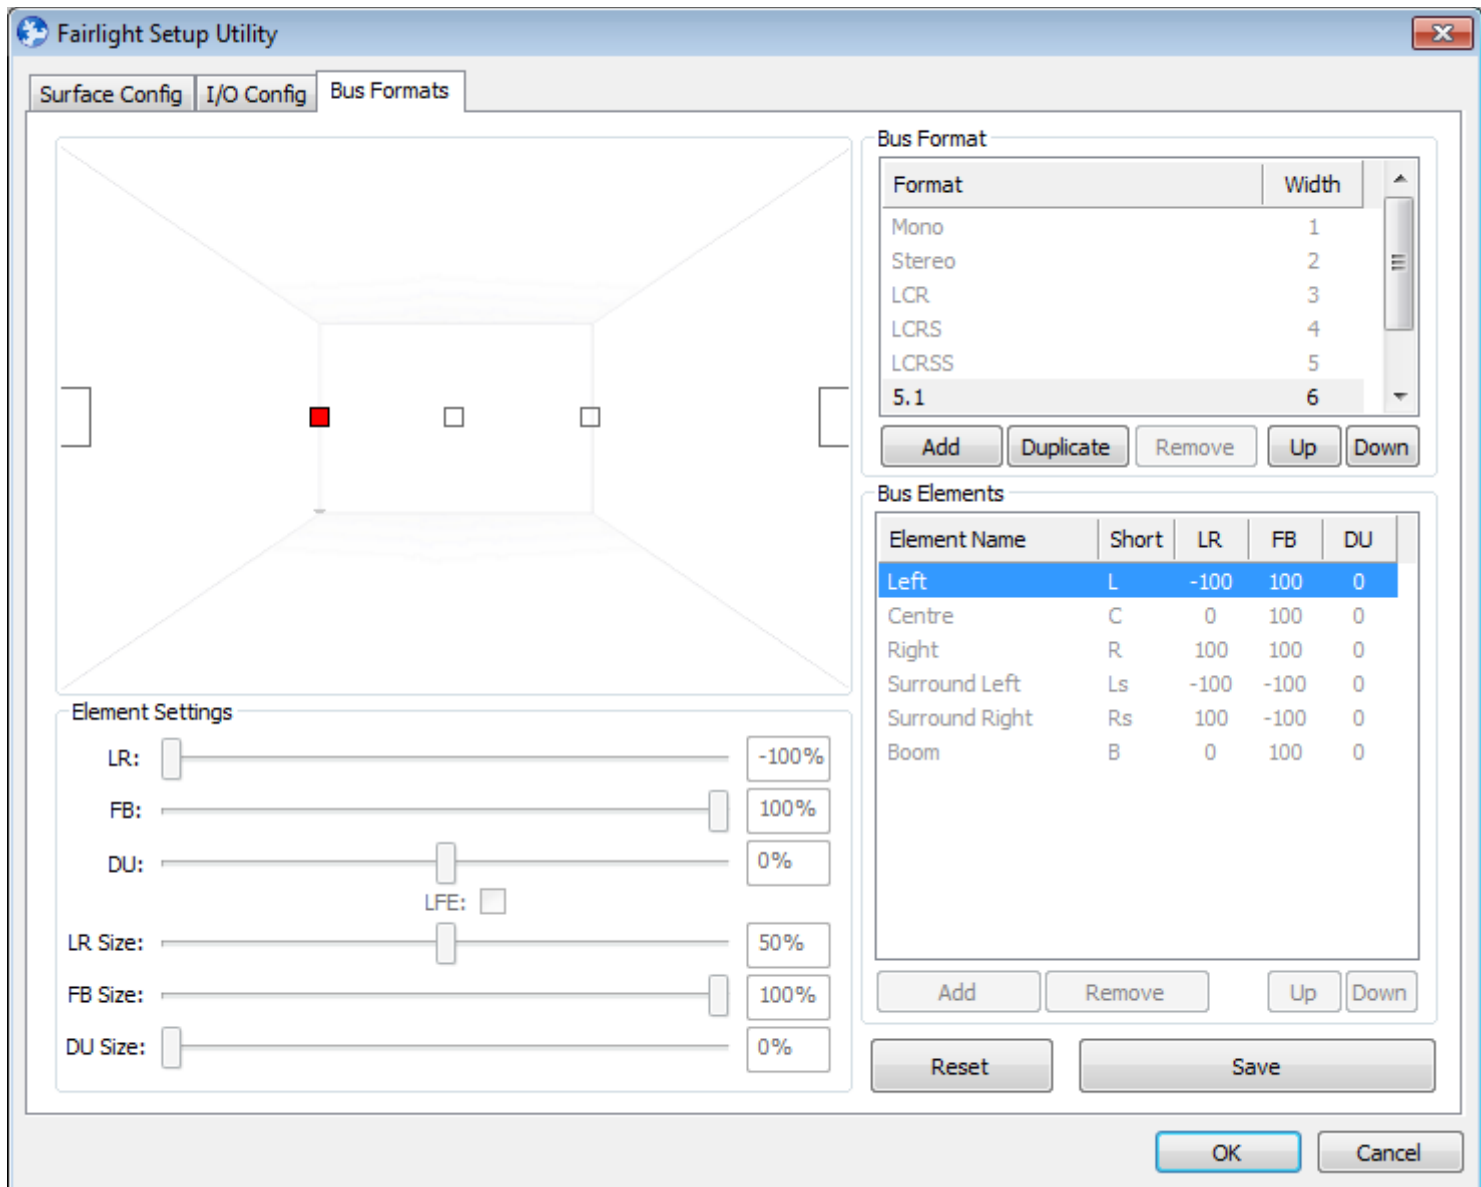 Fairlight Setup Utility
Surface Config I/O Config Bus Formats
Bus Format
Format Width
Mono 1
Stereo 2
LCR 3
LCRS 4
LCRSS 5
5.1 6
Add Duplicate Remove Up Down
Bus Elements
Element Name Short LR FB DU
Left L -100 100 0
Centre C 0 100 0
Right R 100 100 0
Surround Left Ls -100 -100 0
Surround Right Rs 100 -100 0
Boom B 0 100 0
Add Remove Up Down
Element Settings
LR: -100%
FB: 100%
DU: 0%
LFE:
LR Size: 50%
FB Size: 100%
DU Size: 0%
Reset Save
OK Cancel